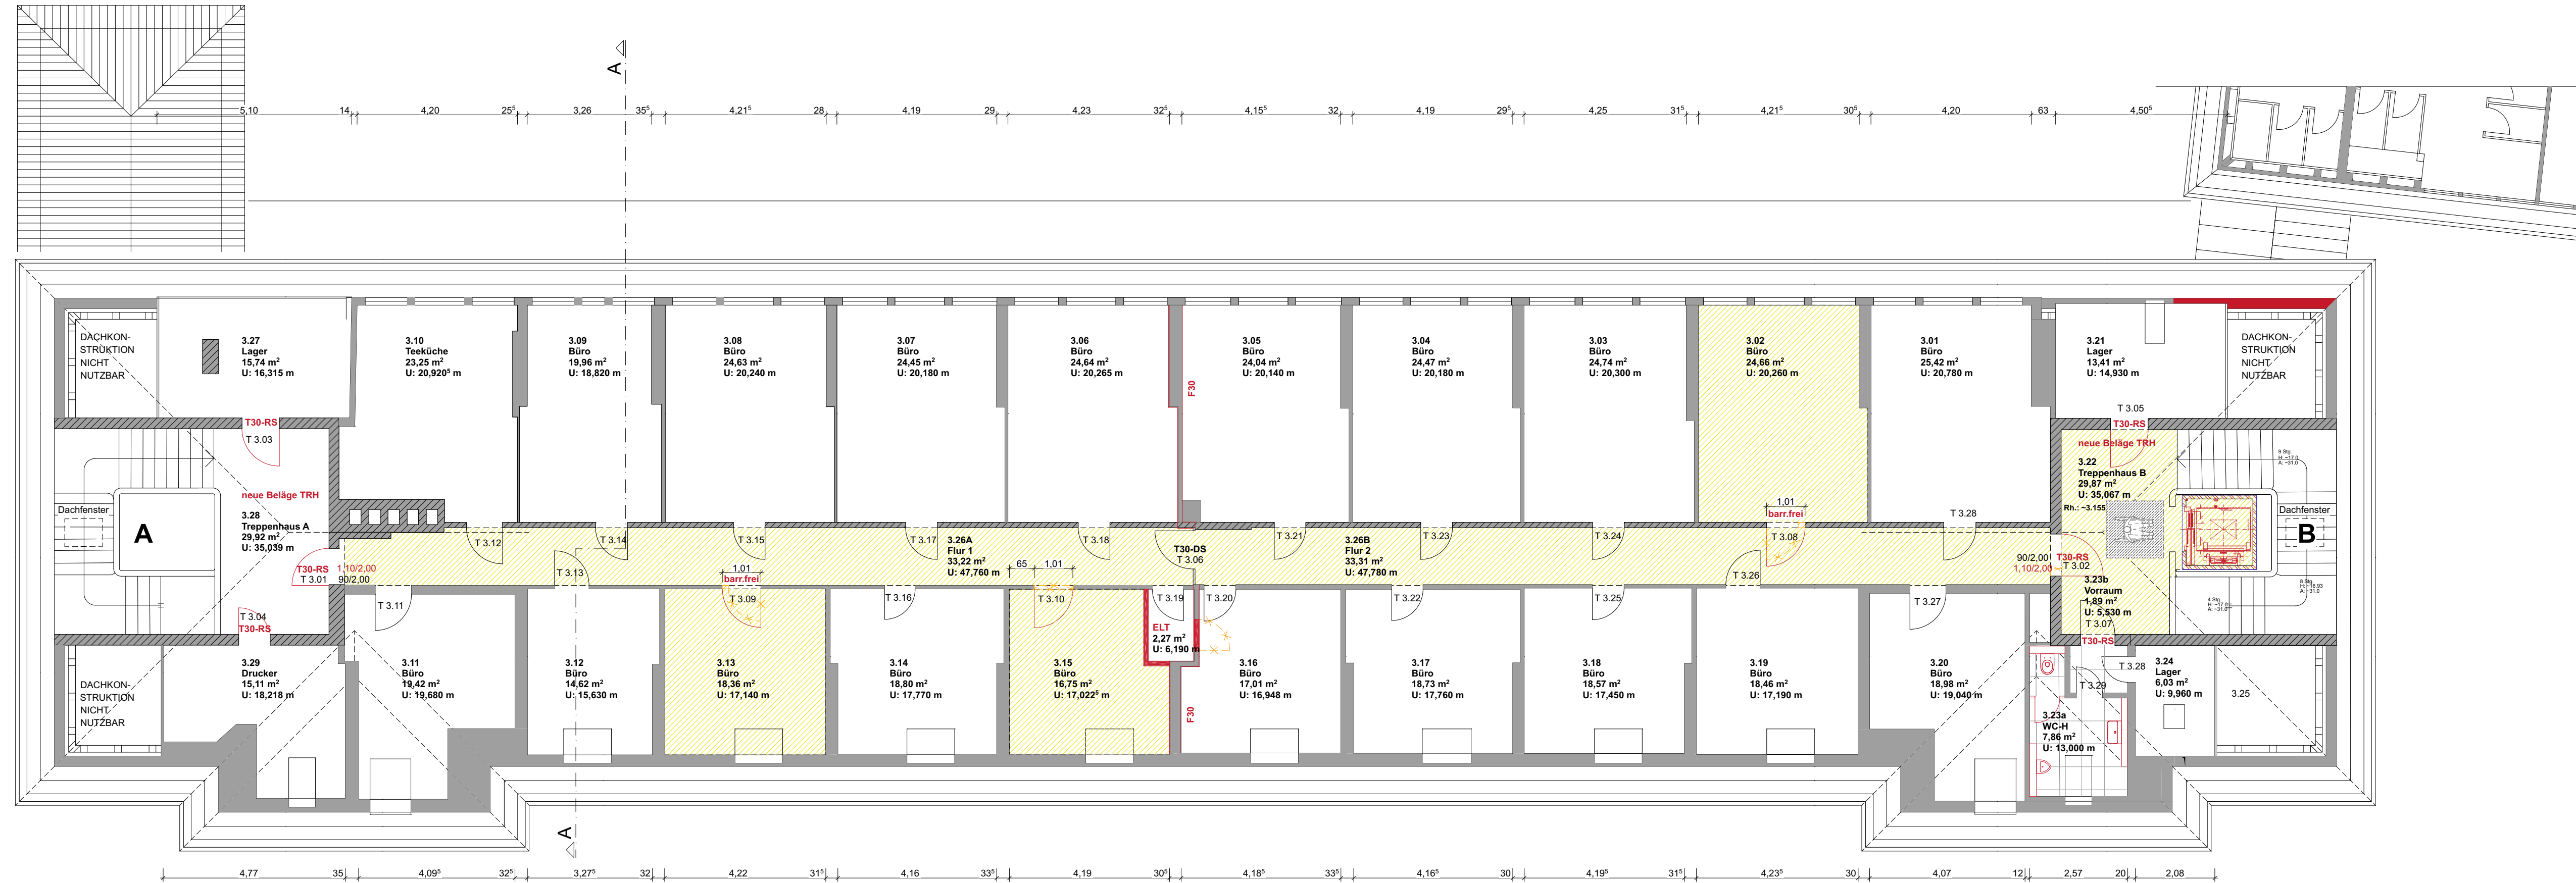 A
5,10 14 4,20 25⁵ 3,26 35⁵ 4,21⁵ 28 4,19 29 4,23 32⁵ 4,15⁵ 32 4,19 29⁵ 4,25 31⁵ 4,21⁵ 30⁵ 4,20 63 4,50⁵
DACHKON-
STRUKTION
NICHT
NUTZBAR
3.27
Lager
15,74 m²
U: 16,315 m
3.10
Teeküche
23,25 m²
U: 20,920⁵ m
3.09
Büro
19,96 m²
U: 18,820 m
3.08
Büro
24,63 m²
U: 20,240 m
3.07
Büro
24,45 m²
U: 20,180 m
3.06
Büro
24,64 m²
U: 20,265 m
F30
3.05
Büro
24,04 m²
U: 20,140 m
3.04
Büro
24,47 m²
U: 20,180 m
3.03
Büro
24,74 m²
U: 20,300 m
3.02
Büro
24,66 m²
U: 20,260 m
3.01
Büro
25,42 m²
U: 20,780 m
3.21
Lager
13,41 m²
U: 14,930 m
DACHKON-
STRUKTION
NICHT
NUTZBAR
T30-RS
T 3.03
neue Beläge TRH
3.28
Treppenhaus A
29,92 m²
U: 35,039 m
Dachfenster
A
T30-RS
T 3.01
1,10/2,00
90/2,00
T 3.04
T30-RS
T 3.12
T 3.14
T 3.15
T 3.17
T 3.18
T 3.21
T 3.23
T 3.24
1,01
barr.frei
T 3.08
T 3.28
3.26A
Flur 1
33,22 m²
U: 47,760 m
T30-DS
T 3.06
3.26B
Flur 2
33,31 m²
U: 47,780 m
T 3.11
T 3.13
1,01
barr.frei
T 3.09
T 3.16
65 1,01
T 3.10
T 3.19
T 3.20
T 3.22
T 3.25
T 3.26
T 3.27
90/2,00
1,10/2,00
T30-RS
T 3.02
T 3.05
T30-RS
neue Beläge TRH
3.22
Treppenhaus B
29,87 m²
U: 35,067 m
Rh.: ~3.155
9 Stg.
H: ~17.0
A: ~31.0
Dachfenster
B
8 Stg.
H: ~16.93
A: ~31.0
4 Stg.
H: ~17.0
A: ~31.0
3.23b
Vorraum
1,89 m²
U: 5,530 m
T 3.07
T30-RS
DACHKON-
STRUKTION
NICHT
NUTZBAR
3.29
Drucker
15,11 m²
U: 18,218 m
3.11
Büro
19,42 m²
U: 19,680 m
3.12
Büro
14,62 m²
U: 15,630 m
3.13
Büro
18,36 m²
U: 17,140 m
3.14
Büro
18,80 m²
U: 17,770 m
3.15
Büro
16,75 m²
U: 17,022⁵ m
ELT
2,27 m²
U: 6,190 m
F30
3.16
Büro
17,01 m²
U: 16,948 m
3.17
Büro
18,73 m²
U: 17,760 m
3.18
Büro
18,57 m²
U: 17,450 m
3.19
Büro
18,46 m²
U: 17,190 m
3.20
Büro
18,98 m²
U: 19,040 m
T 3.28
T 3.29
3.23a
WC-H
7,86 m²
U: 13,000 m
3.24
Lager
6,03 m²
U: 9,960 m
3.25
A
4,77 35 4,09⁵ 32⁵ 3,27⁵ 32 4,22 31⁵ 4,16 33⁵ 4,19 30⁵ 4,18⁵ 33⁵ 4,16⁵ 30 4,19⁵ 31⁵ 4,23⁵ 30 4,07 12 2,57 20 2,08